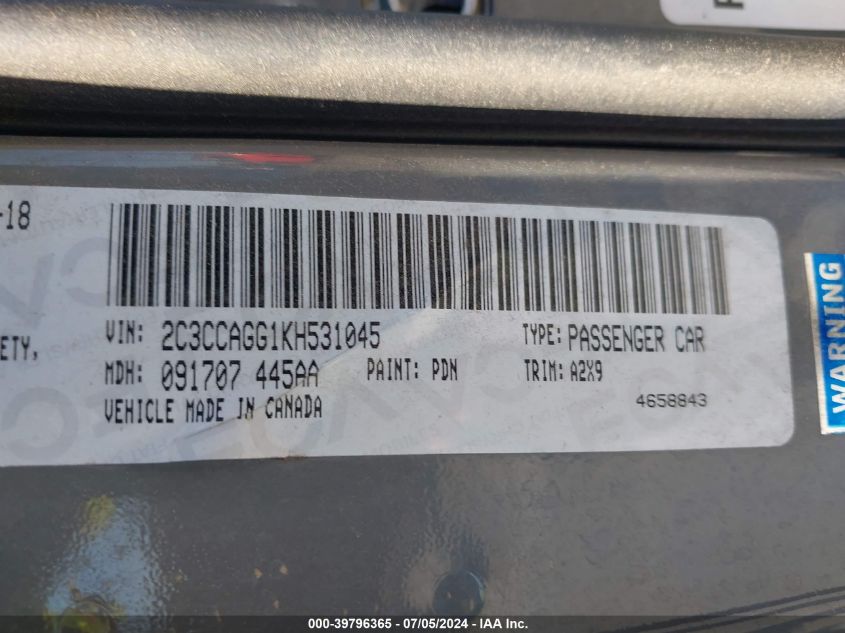 -18
VIN: 2C3CCAGG1KH531045 TYPE: PASSENGER CAR
ETY,
MDH: 091707 445AA PAINT: PDN TRIM: A2X9
VEHICLE MADE IN CANADA 4658843
WARNING
000-39796365 - 07/05/2024 - IAA Inc.